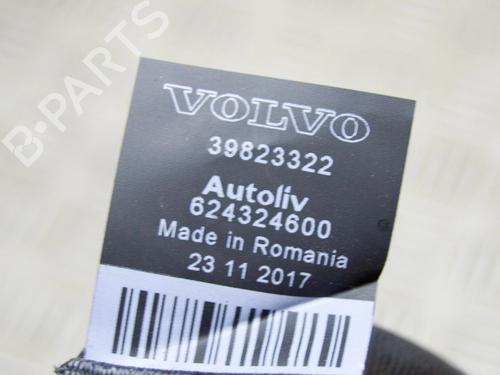 VOLVO
39823322
Autoliv
624324600
Made in Romania
23 11 2017
B-PARTS